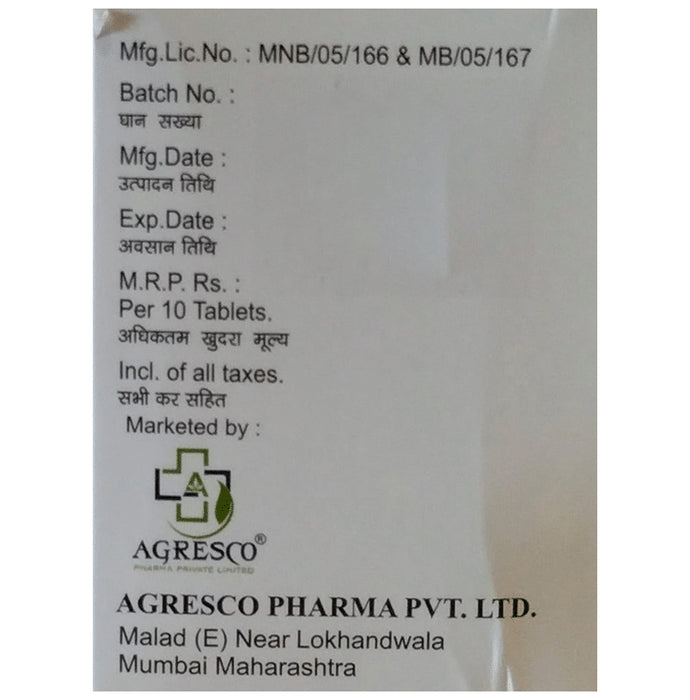 Mfg.Lic.No. : MNB/05/166 & MB/05/167
Batch No. :
घान सख्या
Mfg.Date :
उत्पादन तिथि
Exp.Date :
अवसान तिथि
M.R.P. Rs. :
Per 10 Tablets.
अधिकतम खुदरा मूल्य
Incl. of all taxes.
सभी कर सहित
Marketed by :
A
AGRESCO®
PHARMA PRIVATE LIMITED
AGRESCO PHARMA PVT. LTD.
Malad (E) Near Lokhandwala
Mumbai Maharashtra